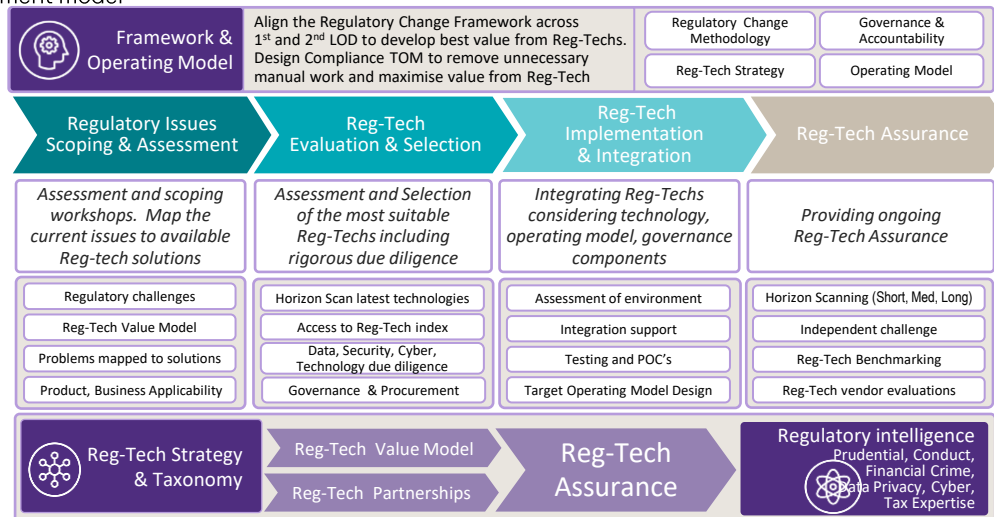 Framework &
Operating Model
Align the Regulatory Change Framework across
1st and 2nd LOD to develop best value from Reg-Techs.
Design Compliance TOM to remove unnecessary
manual work and maximise value from Reg-Tech
Regulatory Change
Methodology
Governance &
Accountability
Reg-Tech Strategy
Operating Model
Regulatory Issues
Scoping & Assessment
Reg-Tech
Evaluation & Selection
Reg-Tech
Implementation
& Integration
Reg-Tech Assurance
Assessment and scoping
workshops. Map the
current issues to available
Reg-tech solutions
Assessment and Selection
of the most suitable
Reg-Techs including
rigorous due diligence
Integrating Reg-Techs
considering technology,
operating model, governance
components
Providing ongoing
Reg-Tech Assurance
Regulatory challenges
Reg-Tech Value Model
Problems mapped to solutions
Product, Business Applicability
Horizon Scan latest technologies
Access to Reg-Tech index
Data, Security, Cyber,
Technology due diligence
Governance & Procurement
Assessment of environment
Integration support
Testing and POC's
Target Operating Model Design
Horizon Scanning (Short, Med, Long)
Independent challenge
Reg-Tech Benchmarking
Reg-Tech vendor evaluations
Reg-Tech Strategy
& Taxonomy
Reg-Tech Value Model
Reg-Tech Partnerships
Reg-Tech
Assurance
Regulatory intelligence
Prudential, Conduct,
Financial Crime,
Data Privacy, Cyber,
Tax Expertise